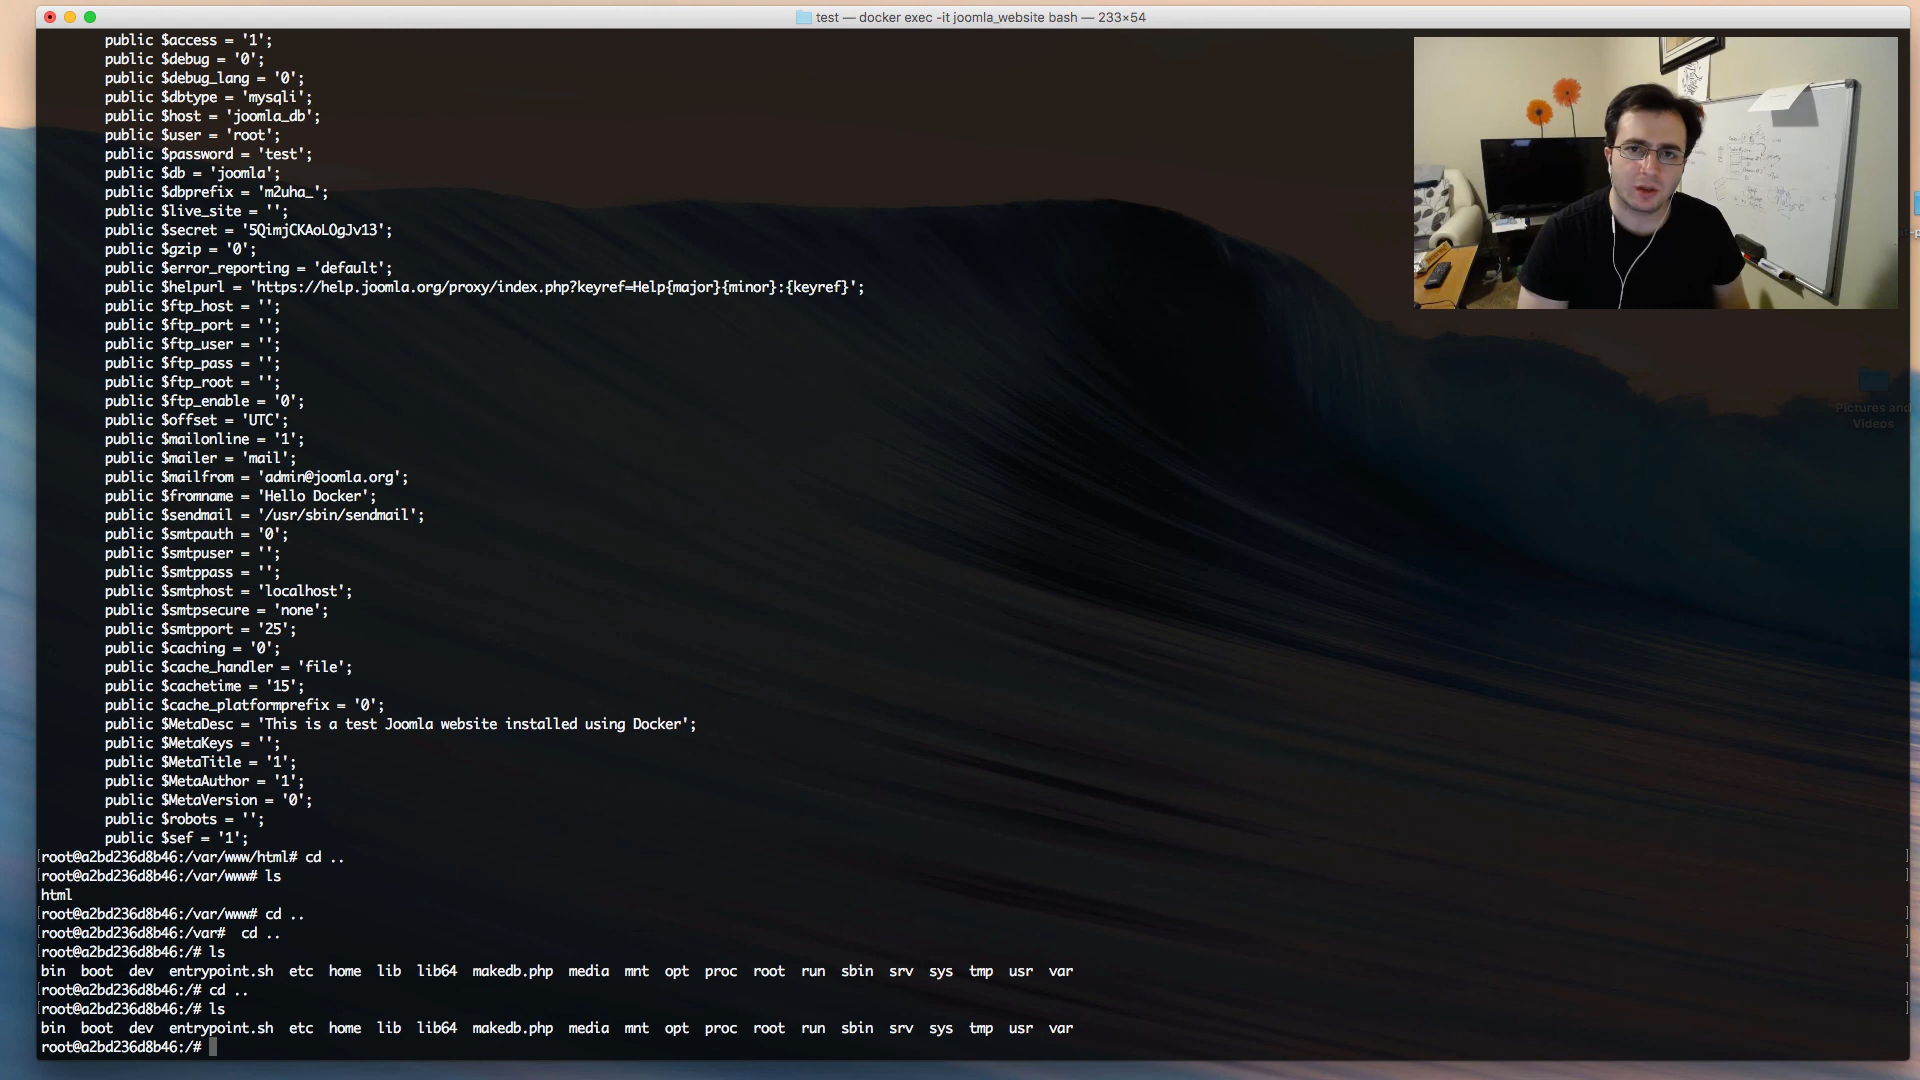 test — docker exec -it joomla_website bash — 233×54
public $access = '1';
public $debug = '0';
public $debug_lang = '0';
public $dbtype = 'mysqli';
public $host = 'joomla_db';
public $user = 'root';
public $password = 'test';
public $db = 'joomla';
public $dbprefix = 'm2uha_';
public $live_site = '';
public $secret = '5QimjCKAoLOgJv13';
public $gzip = '0';
public $error_reporting = 'default';
public $helpurl = 'https://help.joomla.org/proxy/index.php?keyref=Help{major}{minor}:{keyref}';
public $ftp_host = '';
public $ftp_port = '';
public $ftp_user = '';
public $ftp_pass = '';
public $ftp_root = '';
public $ftp_enable = '0';
public $offset = 'UTC';
public $mailonline = '1';
public $mailer = 'mail';
public $mailfrom = 'admin@joomla.org';
public $fromname = 'Hello Docker';
public $sendmail = '/usr/sbin/sendmail';
public $smtpauth = '0';
public $smtpuser = '';
public $smtppass = '';
public $smtphost = 'localhost';
public $smtpsecure = 'none';
public $smtpport = '25';
public $caching = '0';
public $cache_handler = 'file';
public $cachetime = '15';
public $cache_platformprefix = '0';
public $MetaDesc = 'This is a test Joomla website installed using Docker';
public $MetaKeys = '';
public $MetaTitle = '1';
public $MetaAuthor = '1';
public $MetaVersion = '0';
public $robots = '';
public $sef = '1';
[root@a2bd236d8b46:/var/www/html# cd .. ]
[root@a2bd236d8b46:/var/www# ls ]
html
[root@a2bd236d8b46:/var/www# cd .. ]
[root@a2bd236d8b46:/var#  cd .. ]
[root@a2bd236d8b46:/# ls ]
bin  boot  dev  entrypoint.sh  etc  home  lib  lib64  makedb.php  media  mnt  opt  proc  root  run  sbin  srv  sys  tmp  usr  var
[root@a2bd236d8b46:/# cd .. ]
[root@a2bd236d8b46:/# ls ]
bin  boot  dev  entrypoint.sh  etc  home  lib  lib64  makedb.php  media  mnt  opt  proc  root  run  sbin  srv  sys  tmp  usr  var
root@a2bd236d8b46:/#
Pictures and
Videos